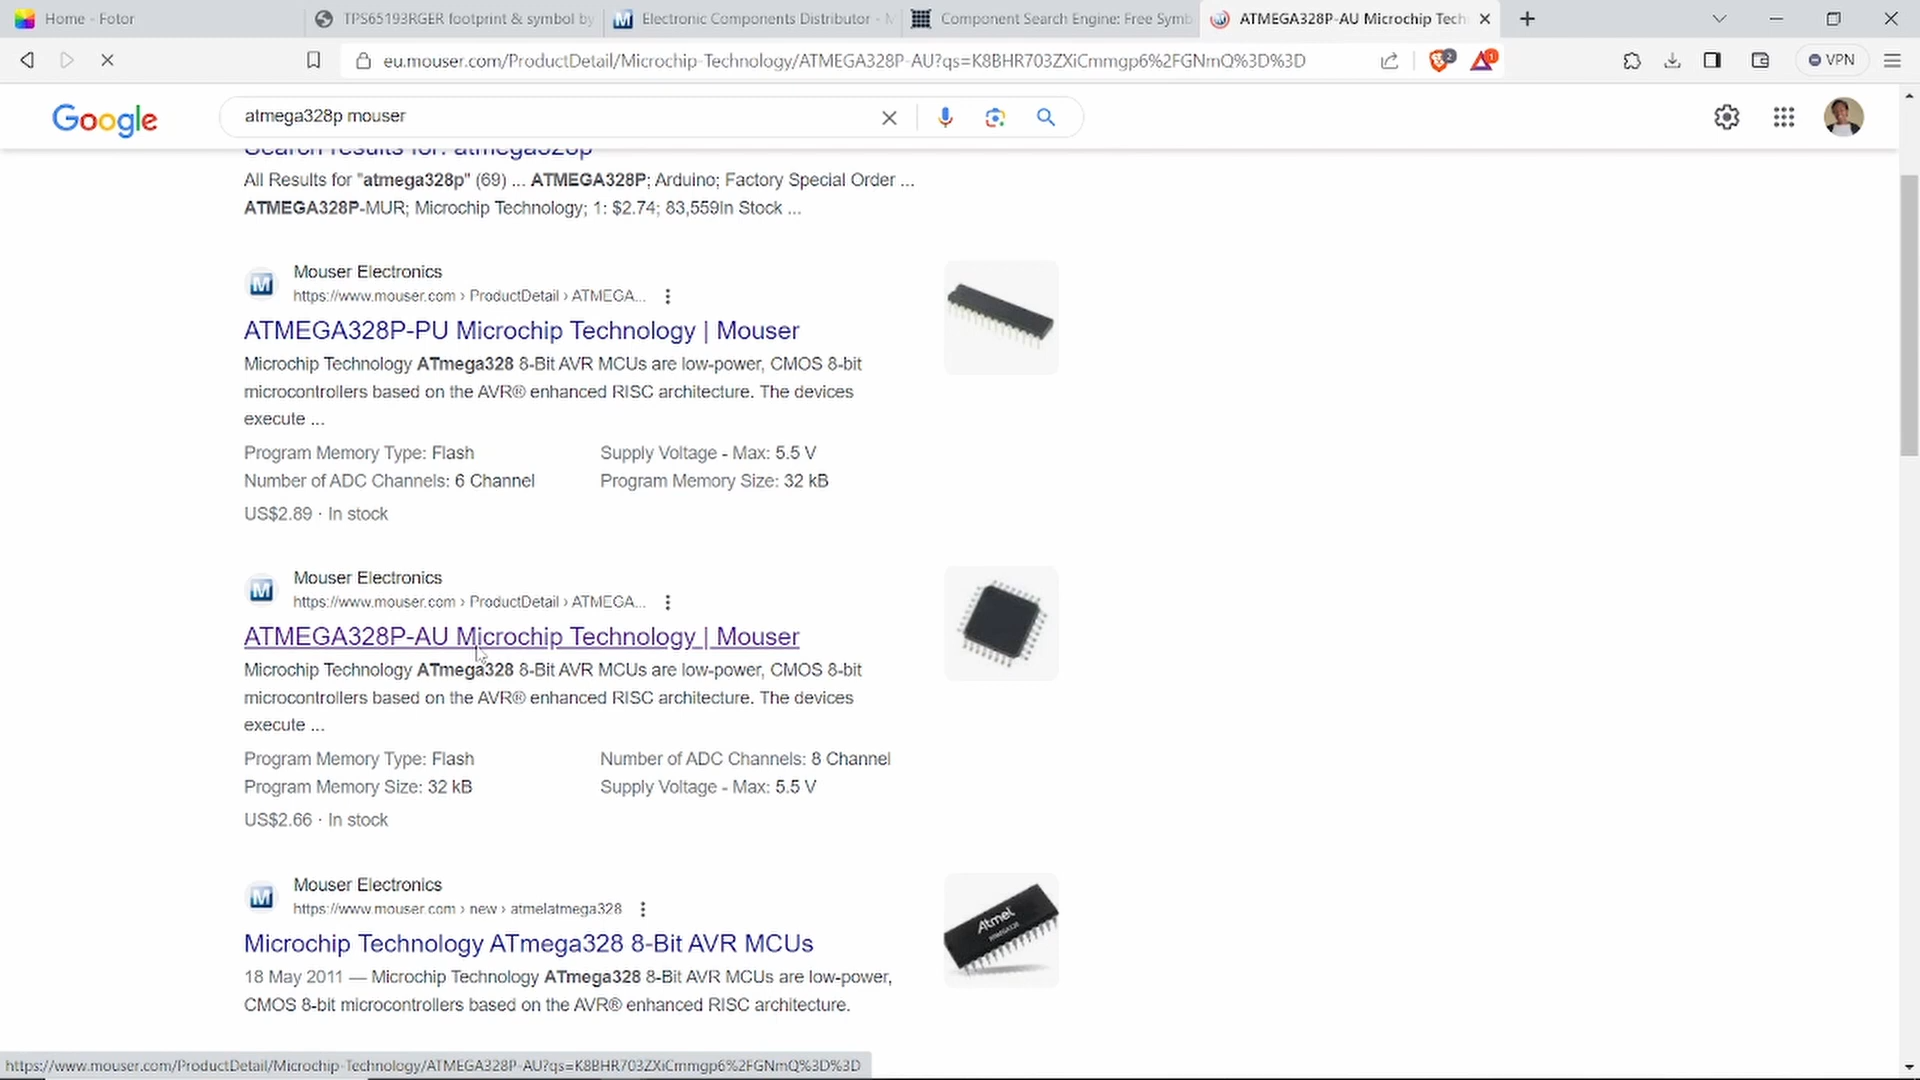 Home - Fotor
TPS65193RGER footprint & symbol by
Electronic Components Distributor - M
Component Search Engine: Free Symb
ATMEGA328P-AU Microchip Tech
eu.mouser.com/ProductDetail/Microchip-Technology/ATMEGA328P-AU?qs=K8BHR703ZXiCmmgp6%2FGNmQ%3D%3D
2
1
VPN
Google
atmega328p mouser
Search results for: atmega328p
All Results for "atmega328p" (69) ... ATMEGA328P; Arduino; Factory Special Order ...
ATMEGA328P-MUR; Microchip Technology; 1: $2.74; 83,559In Stock ...
Mouser Electronics
https://www.mouser.com › ProductDetail › ATMEGA...
ATMEGA328P-PU Microchip Technology | Mouser
Microchip Technology ATmega328 8-Bit AVR MCUs are low-power, CMOS 8-bit
microcontrollers based on the AVR® enhanced RISC architecture. The devices
execute ...
Program Memory Type: Flash
Supply Voltage - Max: 5.5 V
Number of ADC Channels: 6 Channel
Program Memory Size: 32 kB
US$2.89 · In stock
Mouser Electronics
https://www.mouser.com › ProductDetail › ATMEGA...
ATMEGA328P-AU Microchip Technology | Mouser
Microchip Technology ATmega328 8-Bit AVR MCUs are low-power, CMOS 8-bit
microcontrollers based on the AVR® enhanced RISC architecture. The devices
execute ...
Program Memory Type: Flash
Number of ADC Channels: 8 Channel
Program Memory Size: 32 kB
Supply Voltage - Max: 5.5 V
US$2.66 · In stock
Mouser Electronics
https://www.mouser.com › new › atmelatmega328
Microchip Technology ATmega328 8-Bit AVR MCUs
Atmel
18 May 2011 — Microchip Technology ATmega328 8-Bit AVR MCUs are low-power,
CMOS 8-bit microcontrollers based on the AVR® enhanced RISC architecture.
https://www.mouser.com/ProductDetail/Microchip-Technology/ATMEGA328P-AU?qs=K8BHR703ZXiCmmgp6%2FGNmQ%3D%3D